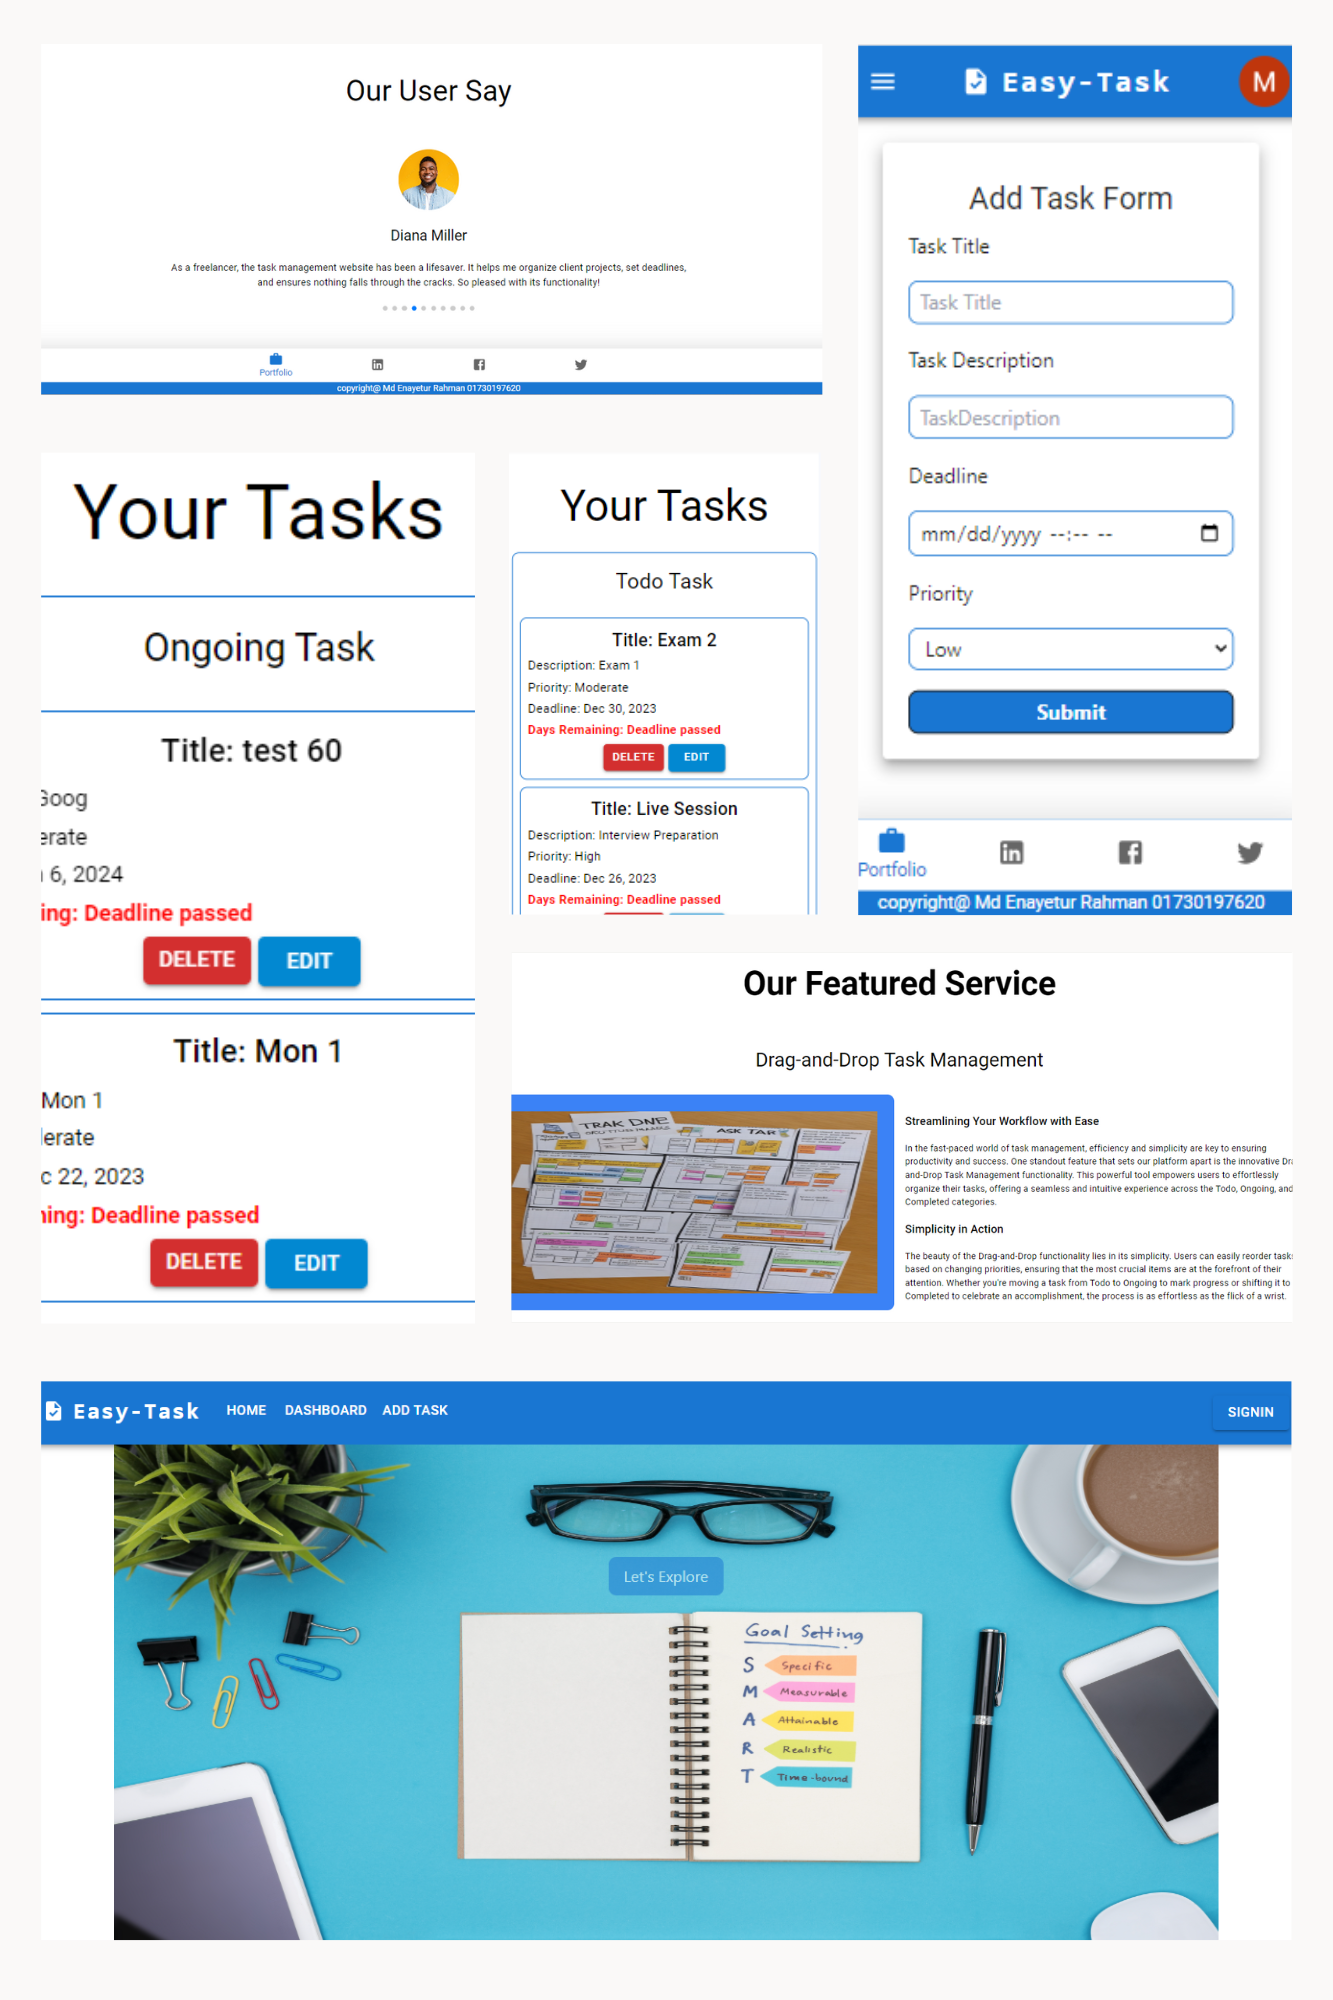 Our User Say
Diana Miller
As a freelancer, the task management website has been a lifesaver. It helps me organize client projects, set deadlines,
and ensures nothing falls through the cracks. So pleased with its functionality!
Portfolio
copyright@ Md Enayetur Rahman 01730197620
Easy-Task
M
Add Task Form
Task Title
Task Title
Task Description
TaskDescription
Deadline
mm/dd/yyyy --:-- --
Priority
Low
Submit
Portfolio
copyright@ Md Enayetur Rahman 01730197620
Your Tasks
Ongoing Task
Title: test 60
Goog
erate
6, 2024
ing: Deadline passed
DELETE
EDIT
Title: Mon 1
Mon 1
lerate
c 22, 2023
ning: Deadline passed
DELETE
EDIT
Your Tasks
Todo Task
Title: Exam 2
Description: Exam 1
Priority: Moderate
Deadline: Dec 30, 2023
Days Remaining: Deadline passed
DELETE
EDIT
Title: Live Session
Description: Interview Preparation
Priority: High
Deadline: Dec 26, 2023
Days Remaining: Deadline passed
Our Featured Service
Drag-and-Drop Task Management
TRAK DNE
ASK TAR
Streamlining Your Workflow with Ease
In the fast-paced world of task management, efficiency and simplicity are key to ensuring
productivity and success. One standout feature that sets our platform apart is the innovative Dra
and-Drop Task Management functionality. This powerful tool empowers users to effortlessly
organize their tasks, offering a seamless and intuitive experience across the Todo, Ongoing, and
Completed categories.
Simplicity in Action
The beauty of the Drag-and-Drop functionality lies in its simplicity. Users can easily reorder tasks
based on changing priorities, ensuring that the most crucial items are at the forefront of their
attention. Whether you're moving a task from Todo to Ongoing to mark progress or shifting it to
Completed to celebrate an accomplishment, the process is as effortless as the flick of a wrist.
Easy-Task
HOME
DASHBOARD
ADD TASK
SIGNIN
Let's Explore
Goal Setting
S Specific
M Measurable
A Attainable
R Realistic
T Time-bound